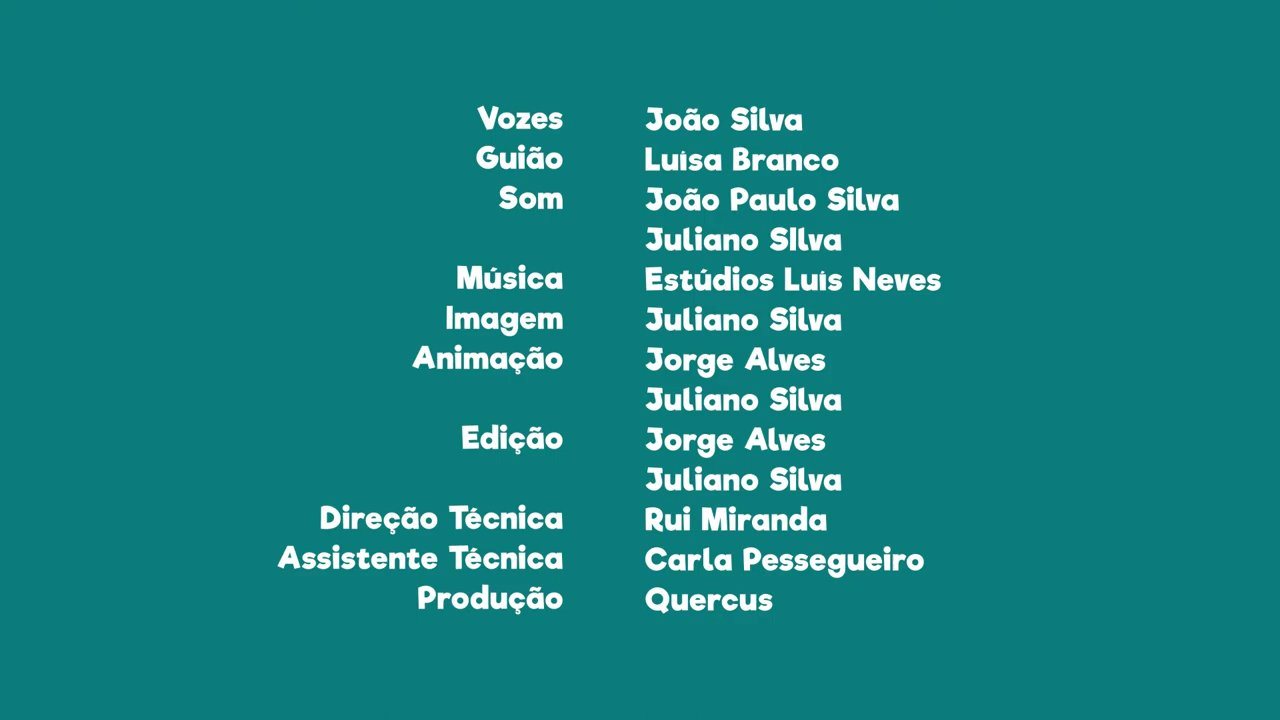 Vozes João Silva
Guião Luísa Branco
Som João Paulo Silva
Juliano SIlva
Música Estúdios Luís Neves
Imagem Juliano Silva
Animação Jorge Alves
Juliano Silva
Edição Jorge Alves
Juliano Silva
Direção Técnica Rui Miranda
Assistente Técnica Carla Pessegueiro
Produção Quercus